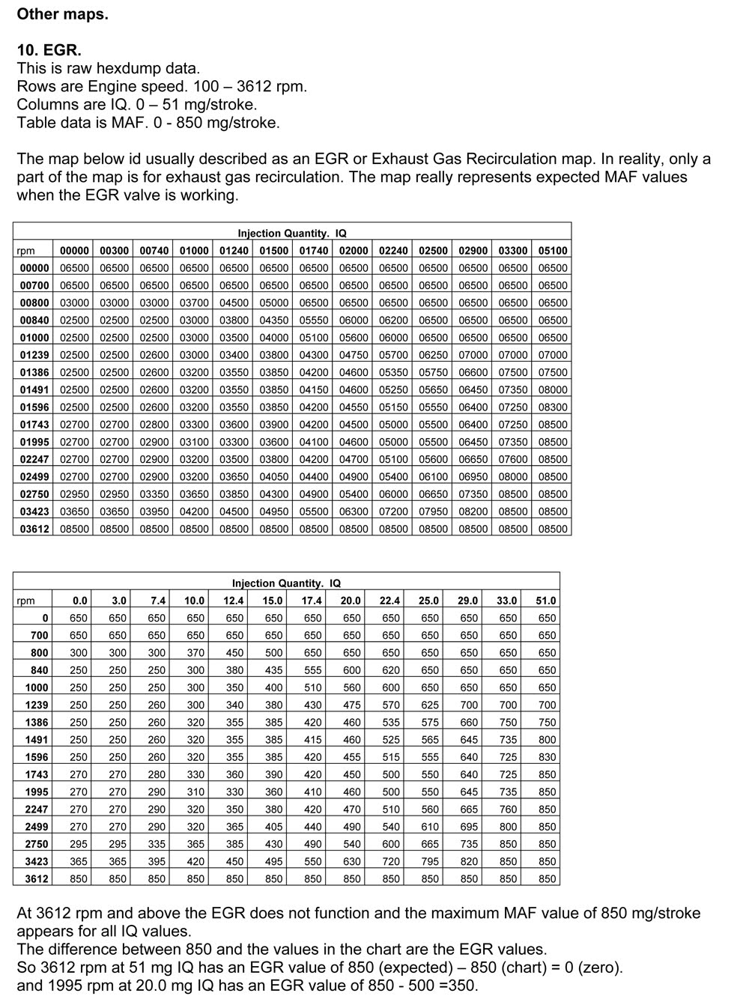 Other maps.
10. EGR.
This is raw hexdump data.
Rows are Engine speed. 100 – 3612 rpm.
Columns are IQ. 0 – 51 mg/stroke.
Table data is MAF. 0 - 850 mg/stroke.
The map below id usually described as an EGR or Exhaust Gas Recirculation map. In reality, only a
part of the map is for exhaust gas recirculation. The map really represents expected MAF values
when the EGR valve is working.
Injection Quantity. IQ
rpm 00000 00300 00740 01000 01240 01500 01740 02000 02240 02500 02900 03300 05100
00000 06500 06500 06500 06500 06500 06500 06500 06500 06500 06500 06500 06500 06500
00700 06500 06500 06500 06500 06500 06500 06500 06500 06500 06500 06500 06500 06500
00800 03000 03000 03000 03700 04500 05000 06500 06500 06500 06500 06500 06500 06500
00840 02500 02500 02500 03000 03800 04350 05550 06000 06200 06500 06500 06500 06500
01000 02500 02500 02500 03000 03500 04000 05100 05600 06000 06500 06500 06500 06500
01239 02500 02500 02600 03000 03400 03800 04300 04750 05700 06250 07000 07000 07000
01386 02500 02500 02600 03200 03550 03850 04200 04600 05350 05750 06600 07500 07500
01491 02500 02500 02600 03200 03550 03850 04150 04600 05250 05650 06450 07350 08000
01596 02500 02500 02600 03200 03550 03850 04200 04550 05150 05550 06400 07250 08300
01743 02700 02700 02800 03300 03600 03900 04200 04500 05000 05500 06400 07250 08500
01995 02700 02700 02900 03100 03300 03600 04100 04600 05000 05500 06450 07350 08500
02247 02700 02700 02900 03200 03500 03800 04200 04700 05100 05600 06650 07600 08500
02499 02700 02700 02900 03200 03650 04050 04400 04900 05400 06100 06950 08000 08500
02750 02950 02950 03350 03650 03850 04300 04900 05400 06000 06650 07350 08500 08500
03423 03650 03650 03950 04200 04500 04950 05500 06300 07200 07950 08200 08500 08500
03612 08500 08500 08500 08500 08500 08500 08500 08500 08500 08500 08500 08500 08500
Injection Quantity. IQ
rpm 0.0 3.0 7.4 10.0 12.4 15.0 17.4 20.0 22.4 25.0 29.0 33.0 51.0
0 650 650 650 650 650 650 650 650 650 650 650 650 650
700 650 650 650 650 650 650 650 650 650 650 650 650 650
800 300 300 300 370 450 500 650 650 650 650 650 650 650
840 250 250 250 300 380 435 555 600 620 650 650 650 650
1000 250 250 250 300 350 400 510 560 600 650 650 650 650
1239 250 250 260 300 340 380 430 475 570 625 700 700 700
1386 250 250 260 320 355 385 420 460 535 575 660 750 750
1491 250 250 260 320 355 385 415 460 525 565 645 735 800
1596 250 250 260 320 355 385 420 455 515 555 640 725 830
1743 270 270 280 330 360 390 420 450 500 550 640 725 850
1995 270 270 290 310 330 360 410 460 500 550 645 735 850
2247 270 270 290 320 350 380 420 470 510 560 665 760 850
2499 270 270 290 320 365 405 440 490 540 610 695 800 850
2750 295 295 335 365 385 430 490 540 600 665 735 850 850
3423 365 365 395 420 450 495 550 630 720 795 820 850 850
3612 850 850 850 850 850 850 850 850 850 850 850 850 850
At 3612 rpm and above the EGR does not function and the maximum MAF value of 850 mg/stroke
appears for all IQ values.
The difference between 850 and the values in the chart are the EGR values.
So 3612 rpm at 51 mg IQ has an EGR value of 850 (expected) – 850 (chart) = 0 (zero).
and 1995 rpm at 20.0 mg IQ has an EGR value of 850 - 500 =350.